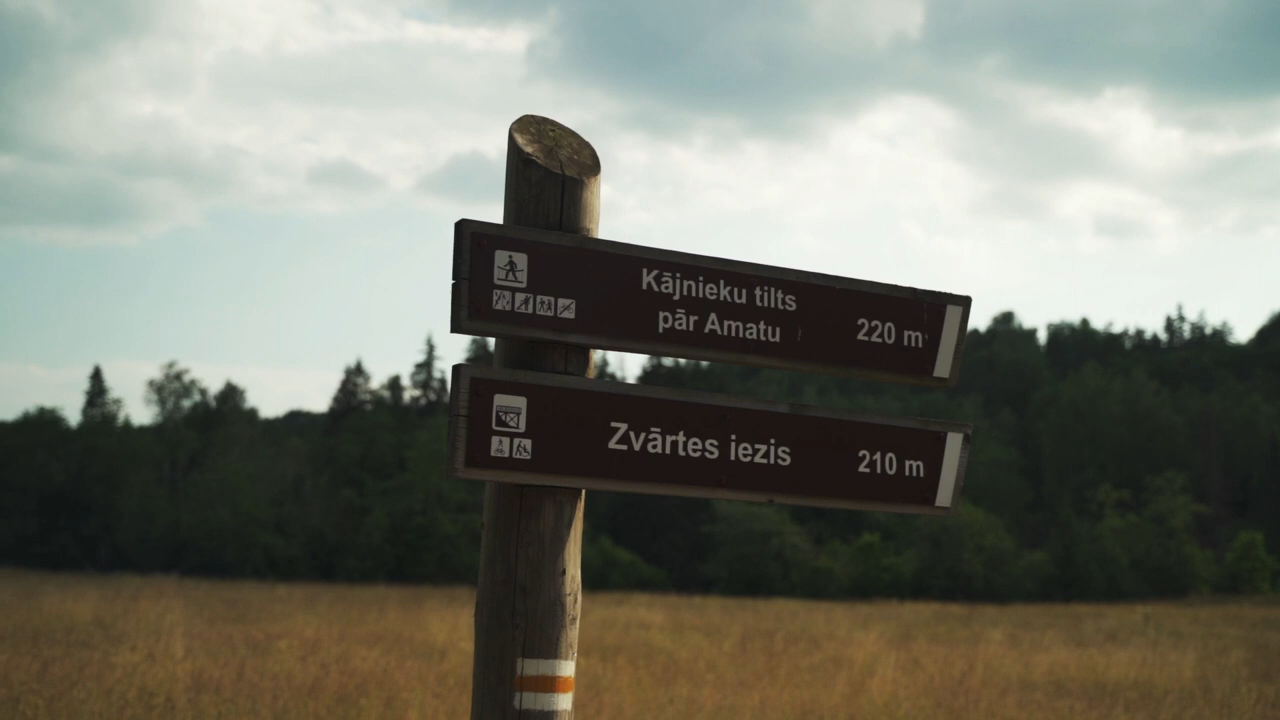 Kājnieku tilts
pār Amatu
220 m
Zvārtes iezis
210 m